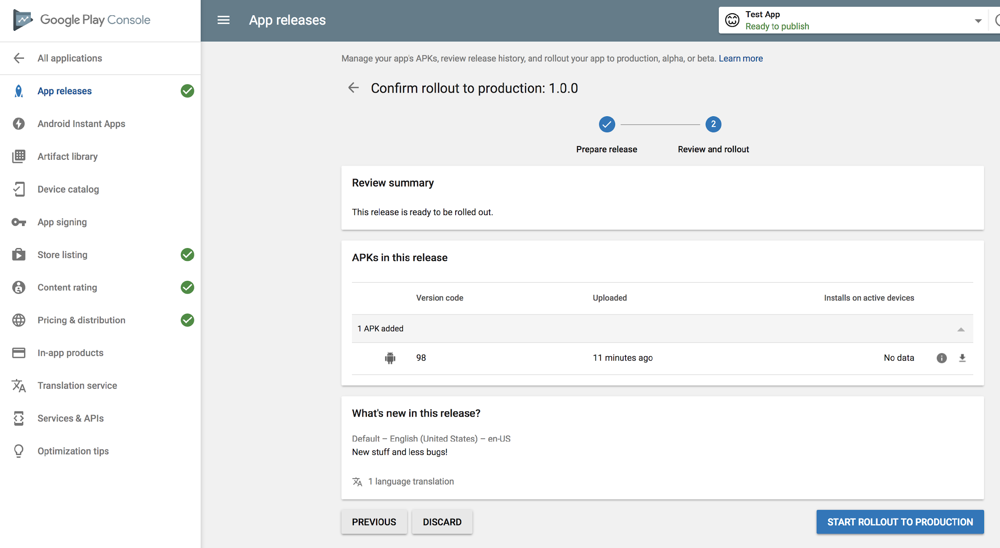 Google Play Console
App releases
Test App
Ready to publish
All applications
App releases
Android Instant Apps
Artifact library
Device catalog
App signing
Store listing
Content rating
Pricing & distribution
In-app products
Translation service
Services & APIs
Optimization tips
Manage your app's APKs, review release history, and rollout your app to production, alpha, or beta. Learn more
Confirm rollout to production: 1.0.0
2
Prepare release
Review and rollout
Review summary
This release is ready to be rolled out.
APKs in this release
Version code Uploaded Installs on active devices
1 APK added
98 11 minutes ago No data
What's new in this release?
Default – English (United States) – en-US
New stuff and less bugs!
1 language translation
PREVIOUS DISCARD START ROLLOUT TO PRODUCTION